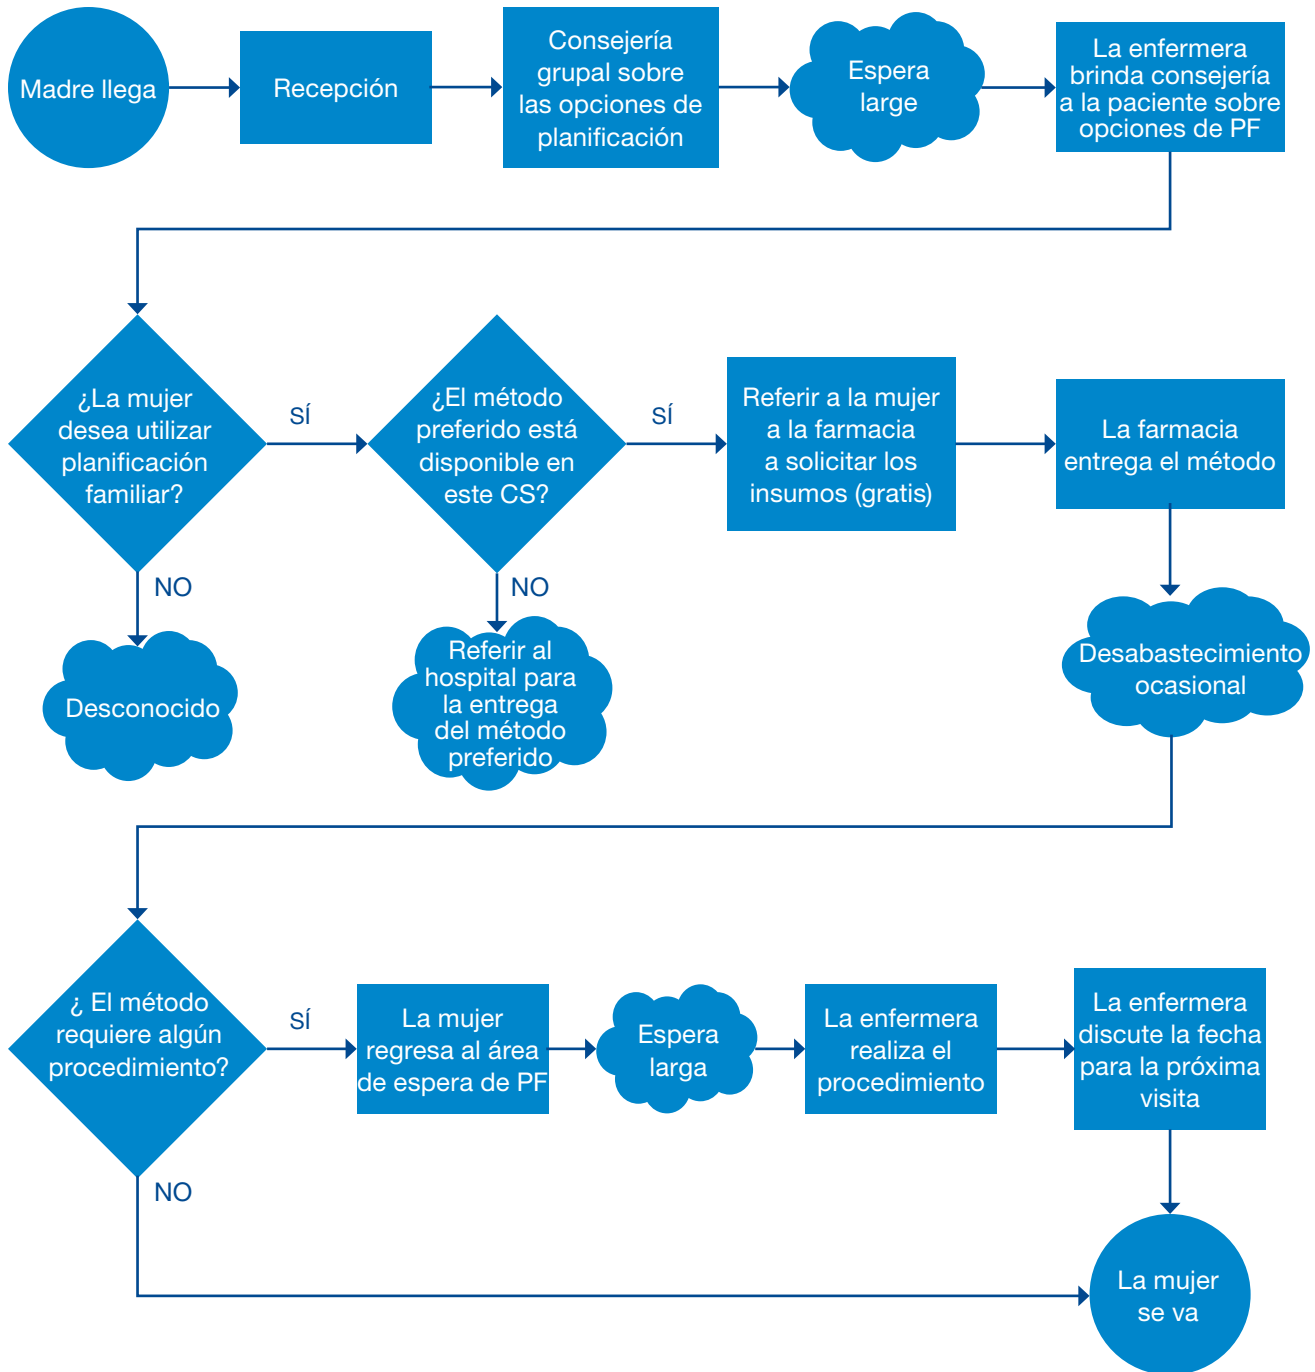 Madre llega
Recepción
Consejería
grupal sobre
las opciones de
planificación
Espera
large
La enfermera
brinda consejería
a la paciente sobre
opciones de PF
¿La mujer
desea utilizar
planificación
familiar?
SÍ
NO
Desconocido
¿El método
preferido está
disponible en
este CS?
SÍ
NO
Referir al
hospital para
la entrega
del método
preferido
Referir a la mujer
a la farmacia
a solicitar los
insumos (gratis)
La farmacia
entrega el método
Desabastecimiento
ocasional
¿ El método
requiere algún
procedimiento?
SÍ
NO
La mujer
regresa al área
de espera de PF
Espera
larga
La enfermera
realiza el
procedimiento
La enfermera
discute la fecha
para la próxima
visita
La mujer
se va